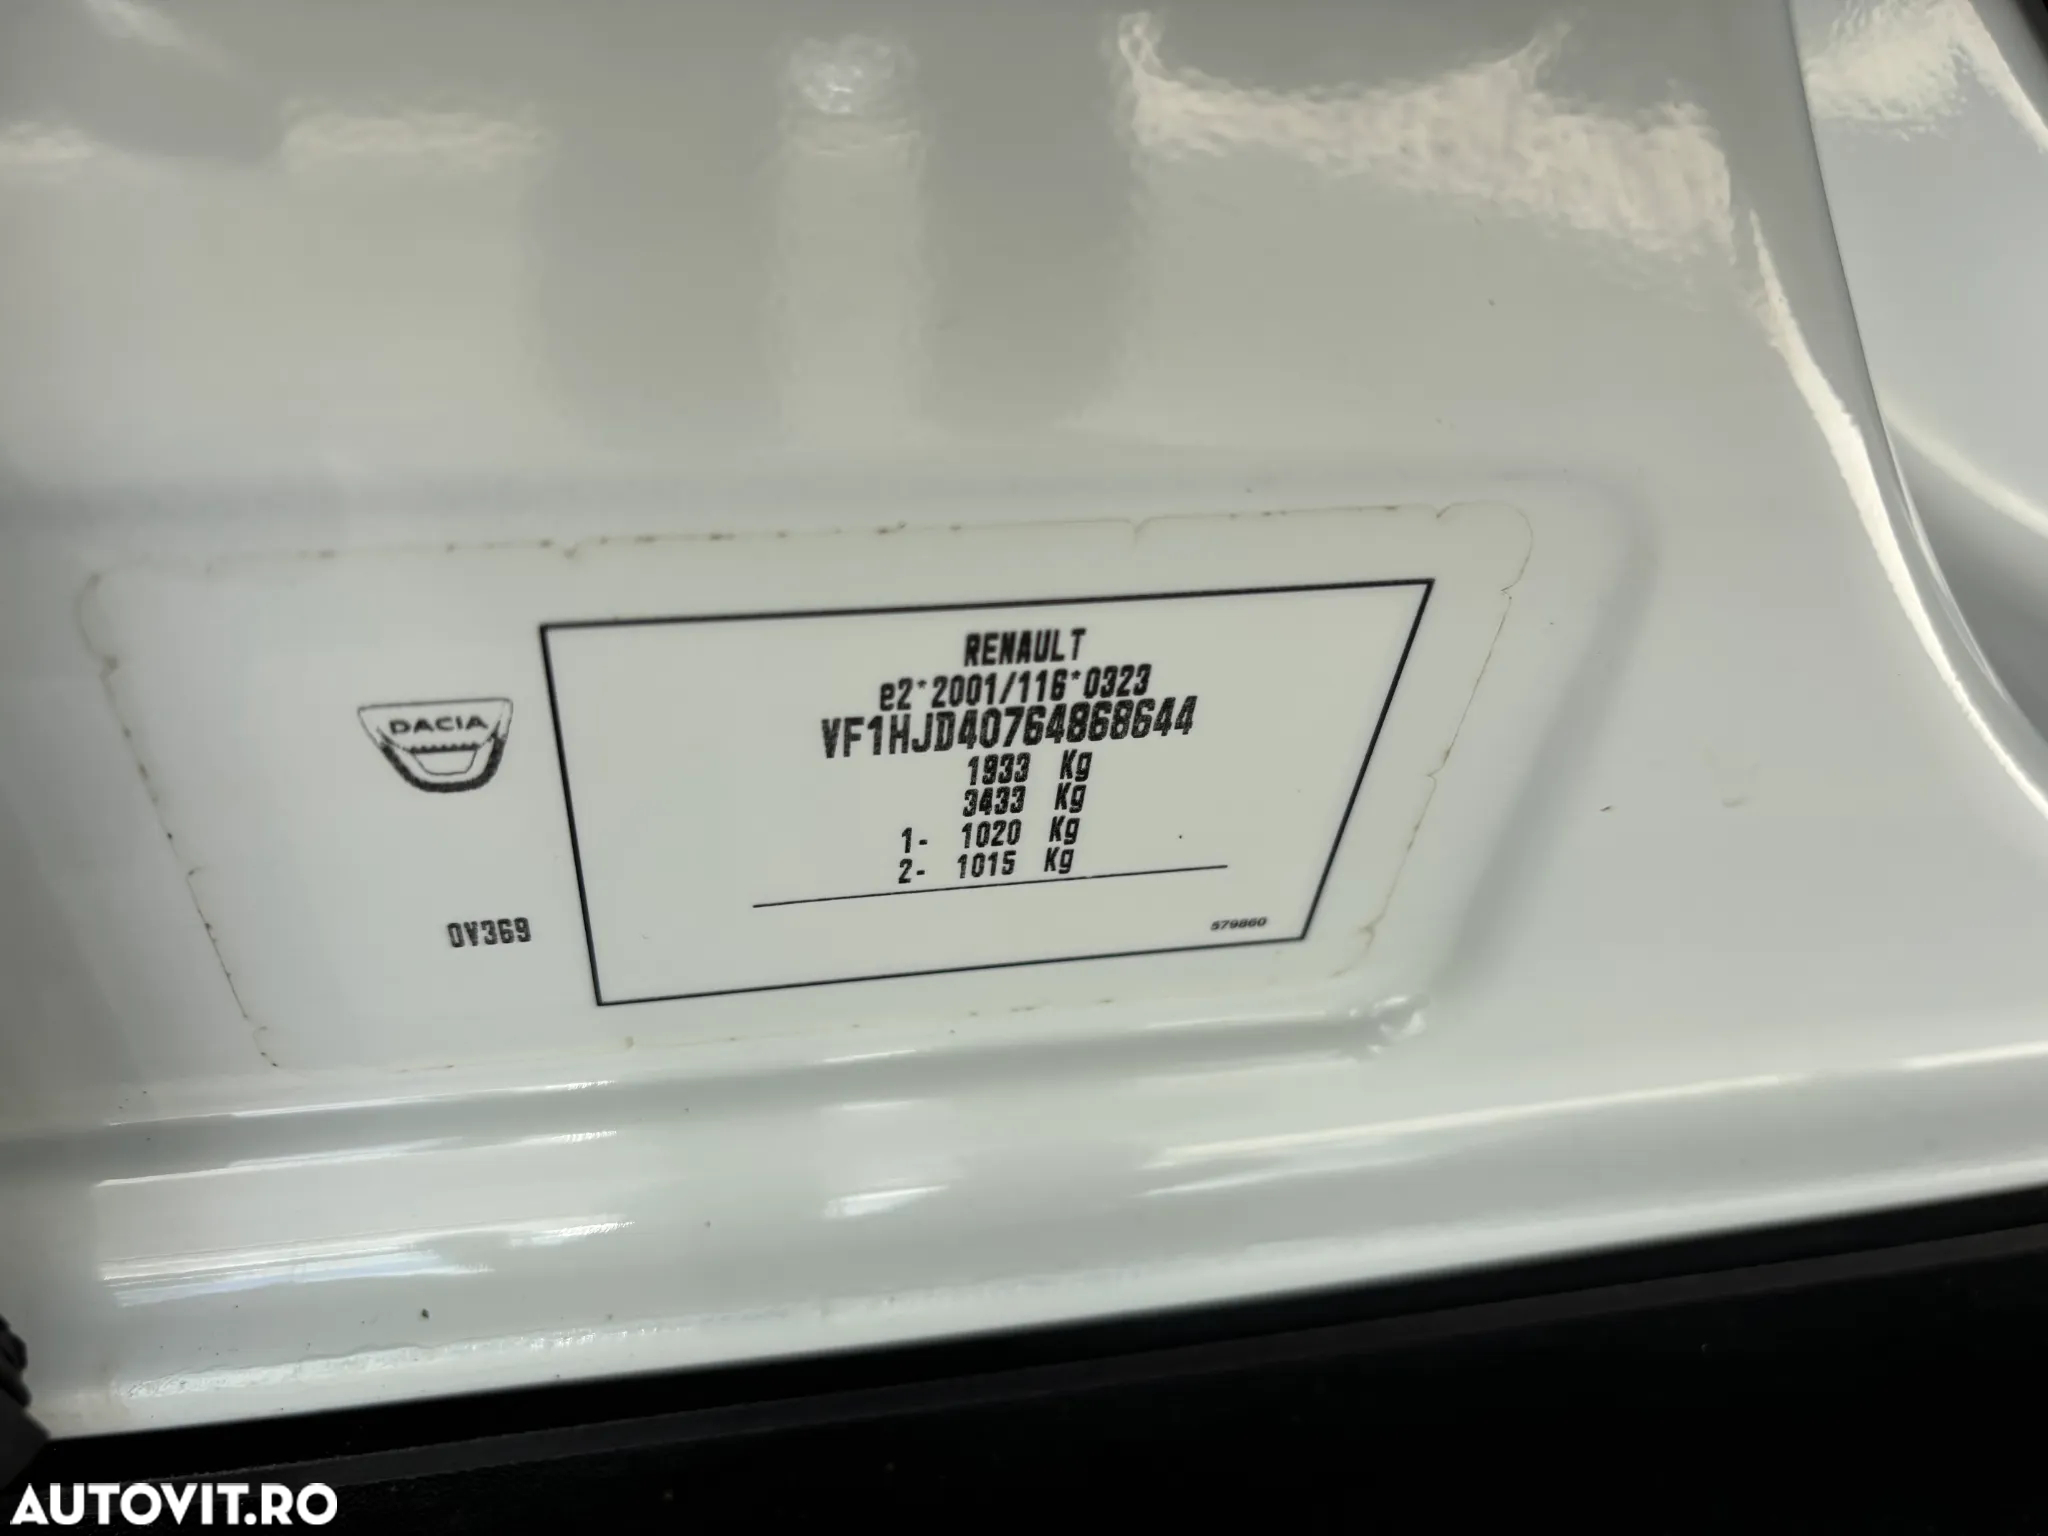 RENAULT
e2*2001/116*0323
VF1HJD40764868644
1933 Kg
3433 Kg
1- 1020 Kg
2- 1015 Kg
DACIA
0V369
579860
AUTOVIT.RO